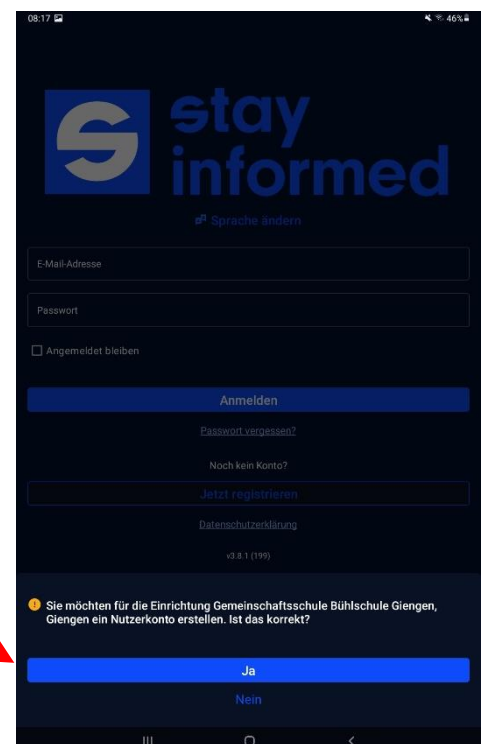 08:17 46%
S stay
informed
Sprache ändern
E-Mail-Adresse
Passwort
Angemeldet bleiben
Anmelden
Passwort vergessen?
Noch kein Konto?
Jetzt registrieren
Datenschutzerklärung
v3.8.1 (199)
Sie möchten für die Einrichtung Gemeinschaftsschule Bühlschule Giengen,
Giengen ein Nutzerkonto erstellen. Ist das korrekt?
Ja
Nein